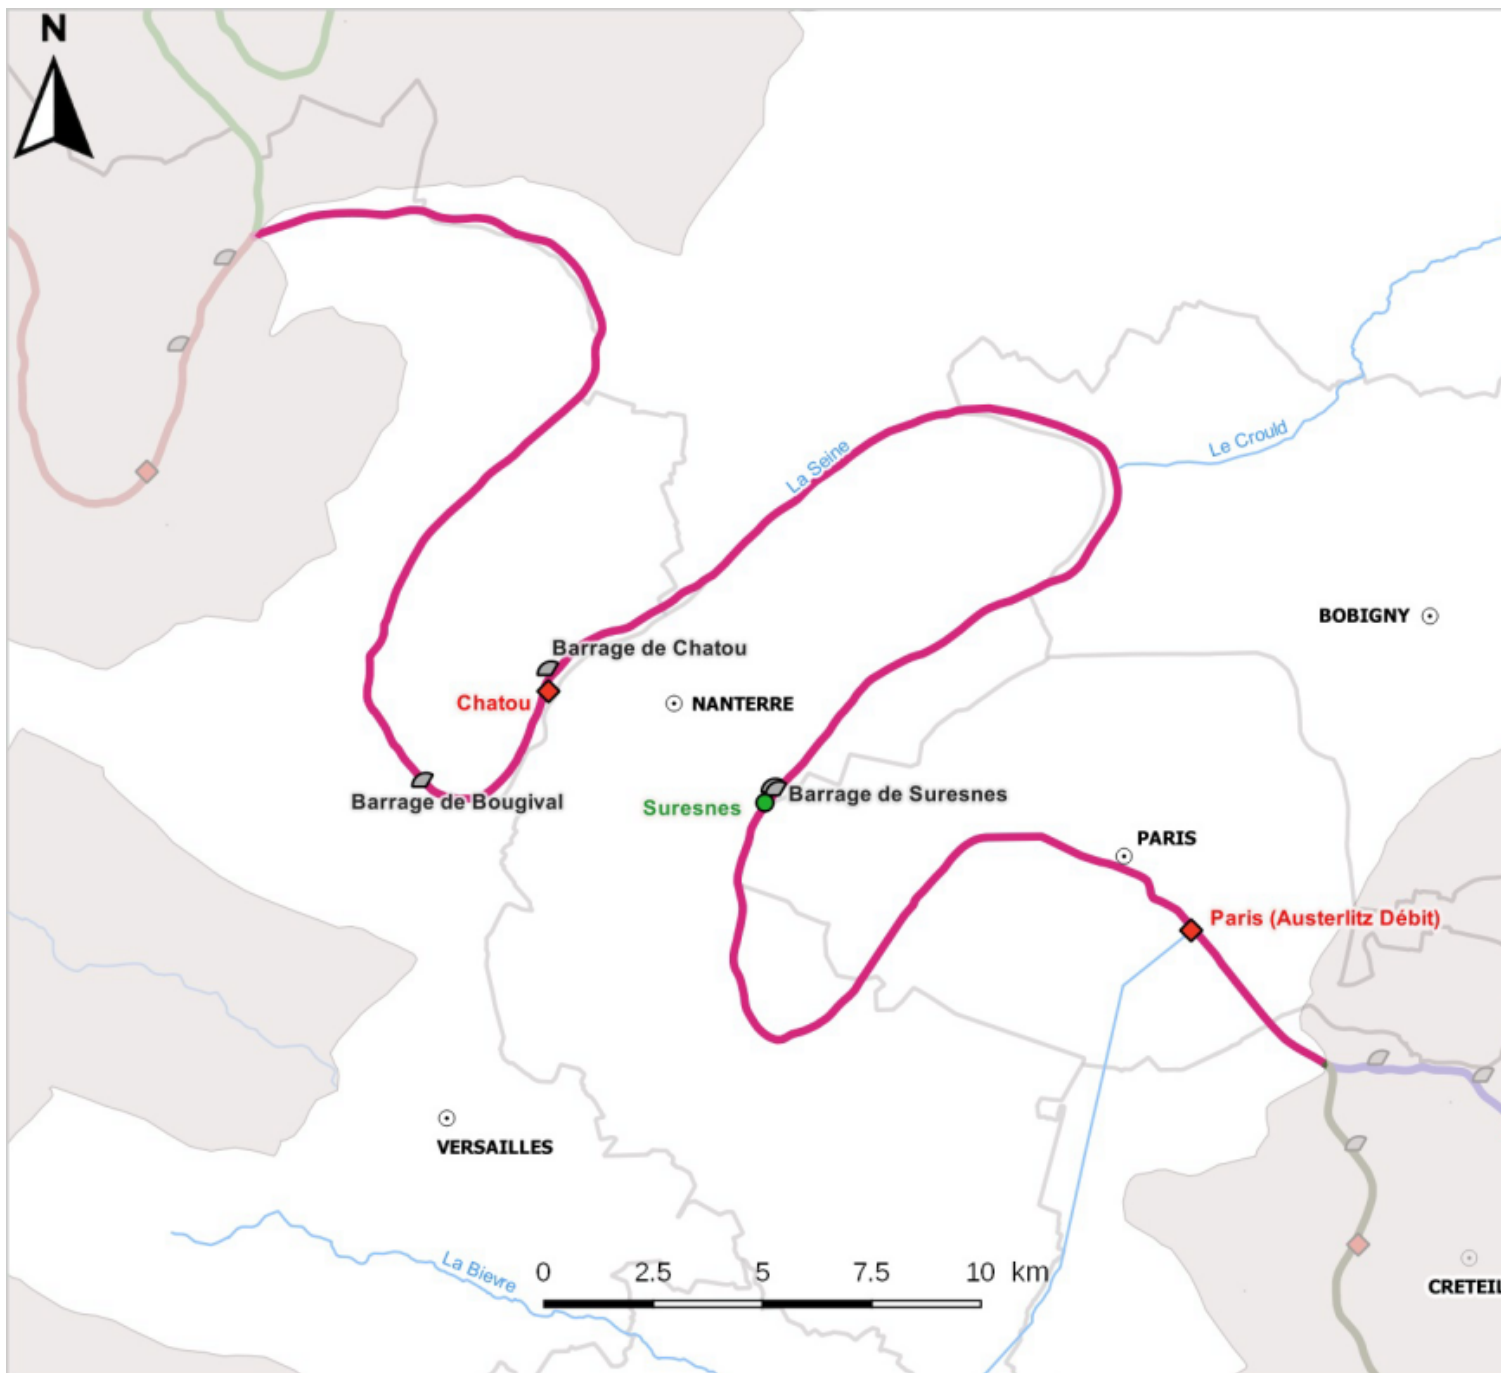 N
La Seine
Le Crould
BOBIGNY
Barrage de Chatou
Chatou
NANTERRE
Barrage de Bougival
Suresnes
Barrage de Suresnes
PARIS
Paris (Austerlitz Débit)
VERSAILLES
La Bievre
0 2.5 5 7.5 10 km
CRETEIL